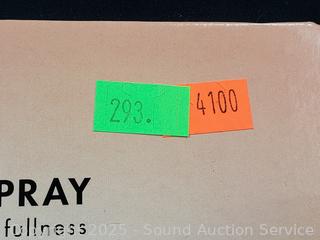 293. 4100
PRAY
fullness
2025 - Sound Auction Service